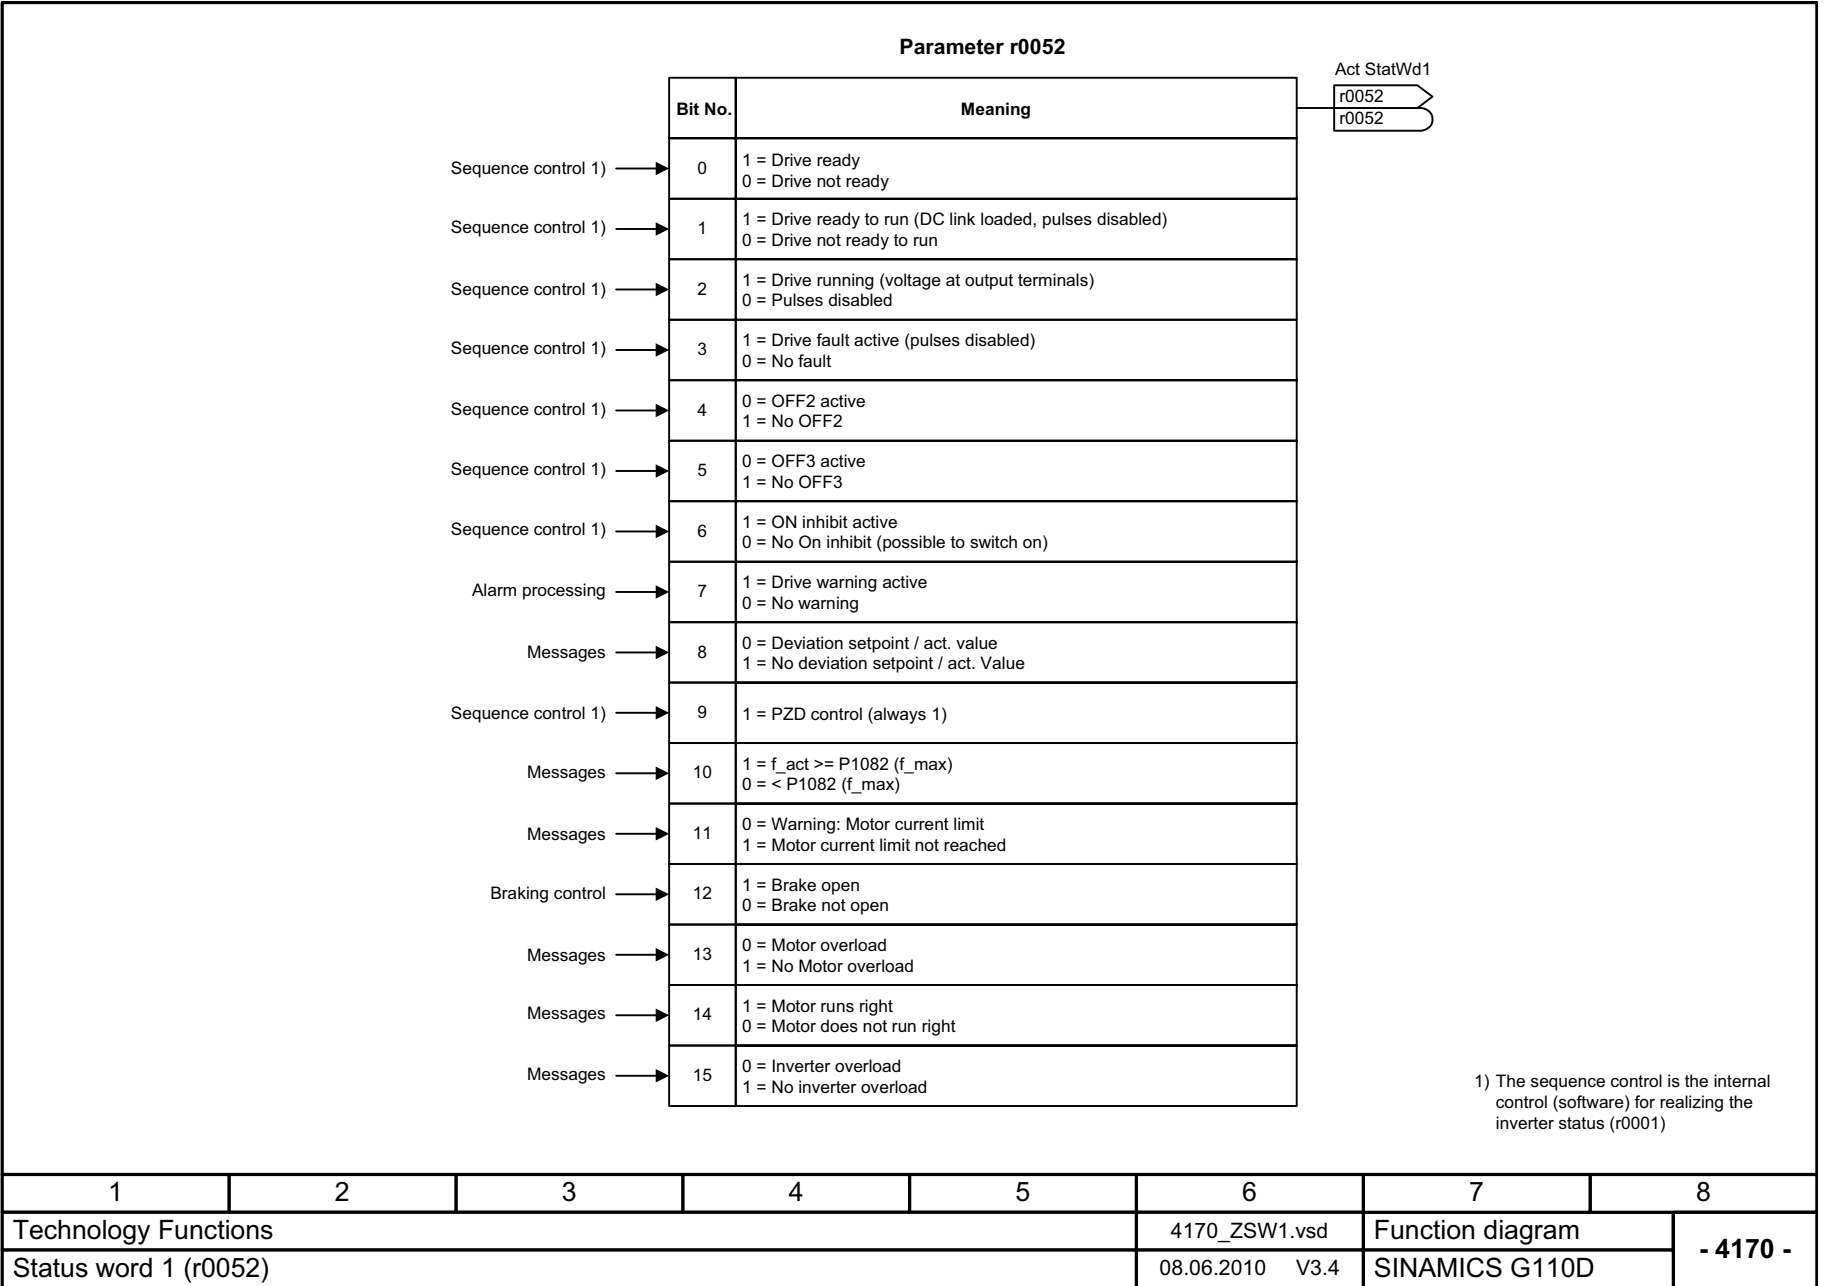 Parameter r0052
Act StatWd1
r0052
r0052
Bit No. Meaning
Sequence control 1) 0
1 = Drive ready
0 = Drive not ready
Sequence control 1) 1
1 = Drive ready to run (DC link loaded, pulses disabled)
0 = Drive not ready to run
Sequence control 1) 2
1 = Drive running (voltage at output terminals)
0 = Pulses disabled
Sequence control 1) 3
1 = Drive fault active (pulses disabled)
0 = No fault
Sequence control 1) 4
0 = OFF2 active
1 = No OFF2
Sequence control 1) 5
0 = OFF3 active
1 = No OFF3
Sequence control 1) 6
1 = ON inhibit active
0 = No On inhibit (possible to switch on)
Alarm processing 7
1 = Drive warning active
0 = No warning
Messages 8
0 = Deviation setpoint / act. value
1 = No deviation setpoint / act. Value
Sequence control 1) 9
1 = PZD control (always 1)
Messages 10
1 = f_act >= P1082 (f_max)
0 = < P1082 (f_max)
Messages 11
0 = Warning: Motor current limit
1 = Motor current limit not reached
Braking control 12
1 = Brake open
0 = Brake not open
Messages 13
0 = Motor overload
1 = No Motor overload
Messages 14
1 = Motor runs right
0 = Motor does not run right
Messages 15
0 = Inverter overload
1 = No inverter overload
1) The sequence control is the internal
control (software) for realizing the
inverter status (r0001)
1 2 3 4 5 6 7 8
Technology Functions 4170_ZSW1.vsd Function diagram
- 4170 -
Status word 1 (r0052) 08.06.2010 V3.4 SINAMICS G110D